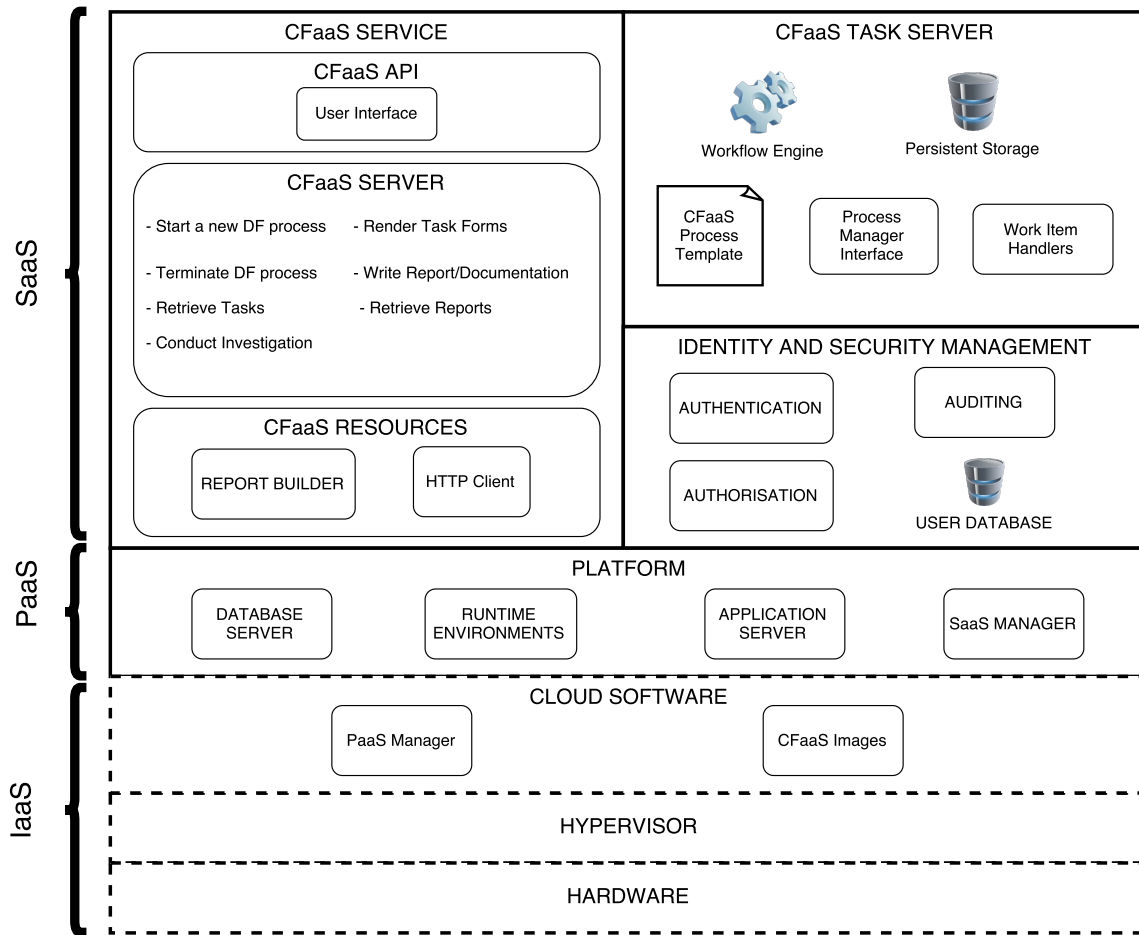 SaaS
CFaaS SERVICE
CFaaS API
User Interface
CFaaS SERVER
- Start a new DF process
- Render Task Forms
- Terminate DF process
- Write Report/Documentation
- Retrieve Tasks
- Retrieve Reports
- Conduct Investigation
CFaaS RESOURCES
REPORT BUILDER
HTTP Client
CFaaS TASK SERVER
Workflow Engine
Persistent Storage
CFaaS
Process
Template
Process
Manager
Interface
Work Item
Handlers
IDENTITY AND SECURITY MANAGEMENT
AUTHENTICATION
AUDITING
AUTHORISATION
USER DATABASE
PaaS
PLATFORM
DATABASE
SERVER
RUNTIME
ENVIRONMENTS
APPLICATION
SERVER
SaaS MANAGER
IaaS
CLOUD SOFTWARE
PaaS Manager
CFaaS Images
HYPERVISOR
HARDWARE